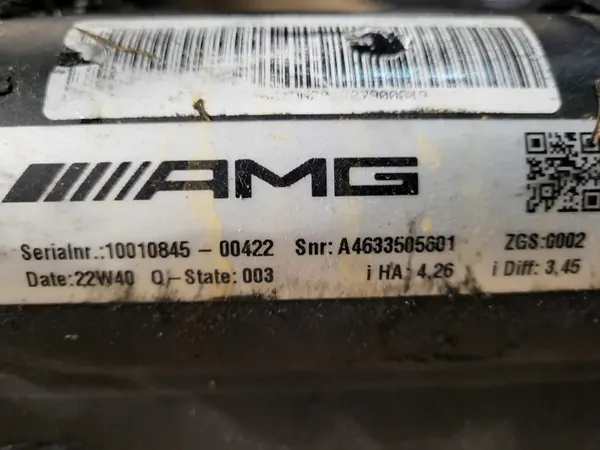 AMG
Serialnr.:10010845-00422 Snr: A4633505601 ZGS:0002
Date:22W40 Q-State: 003 i HA: 4,26 i Diff: 3,45